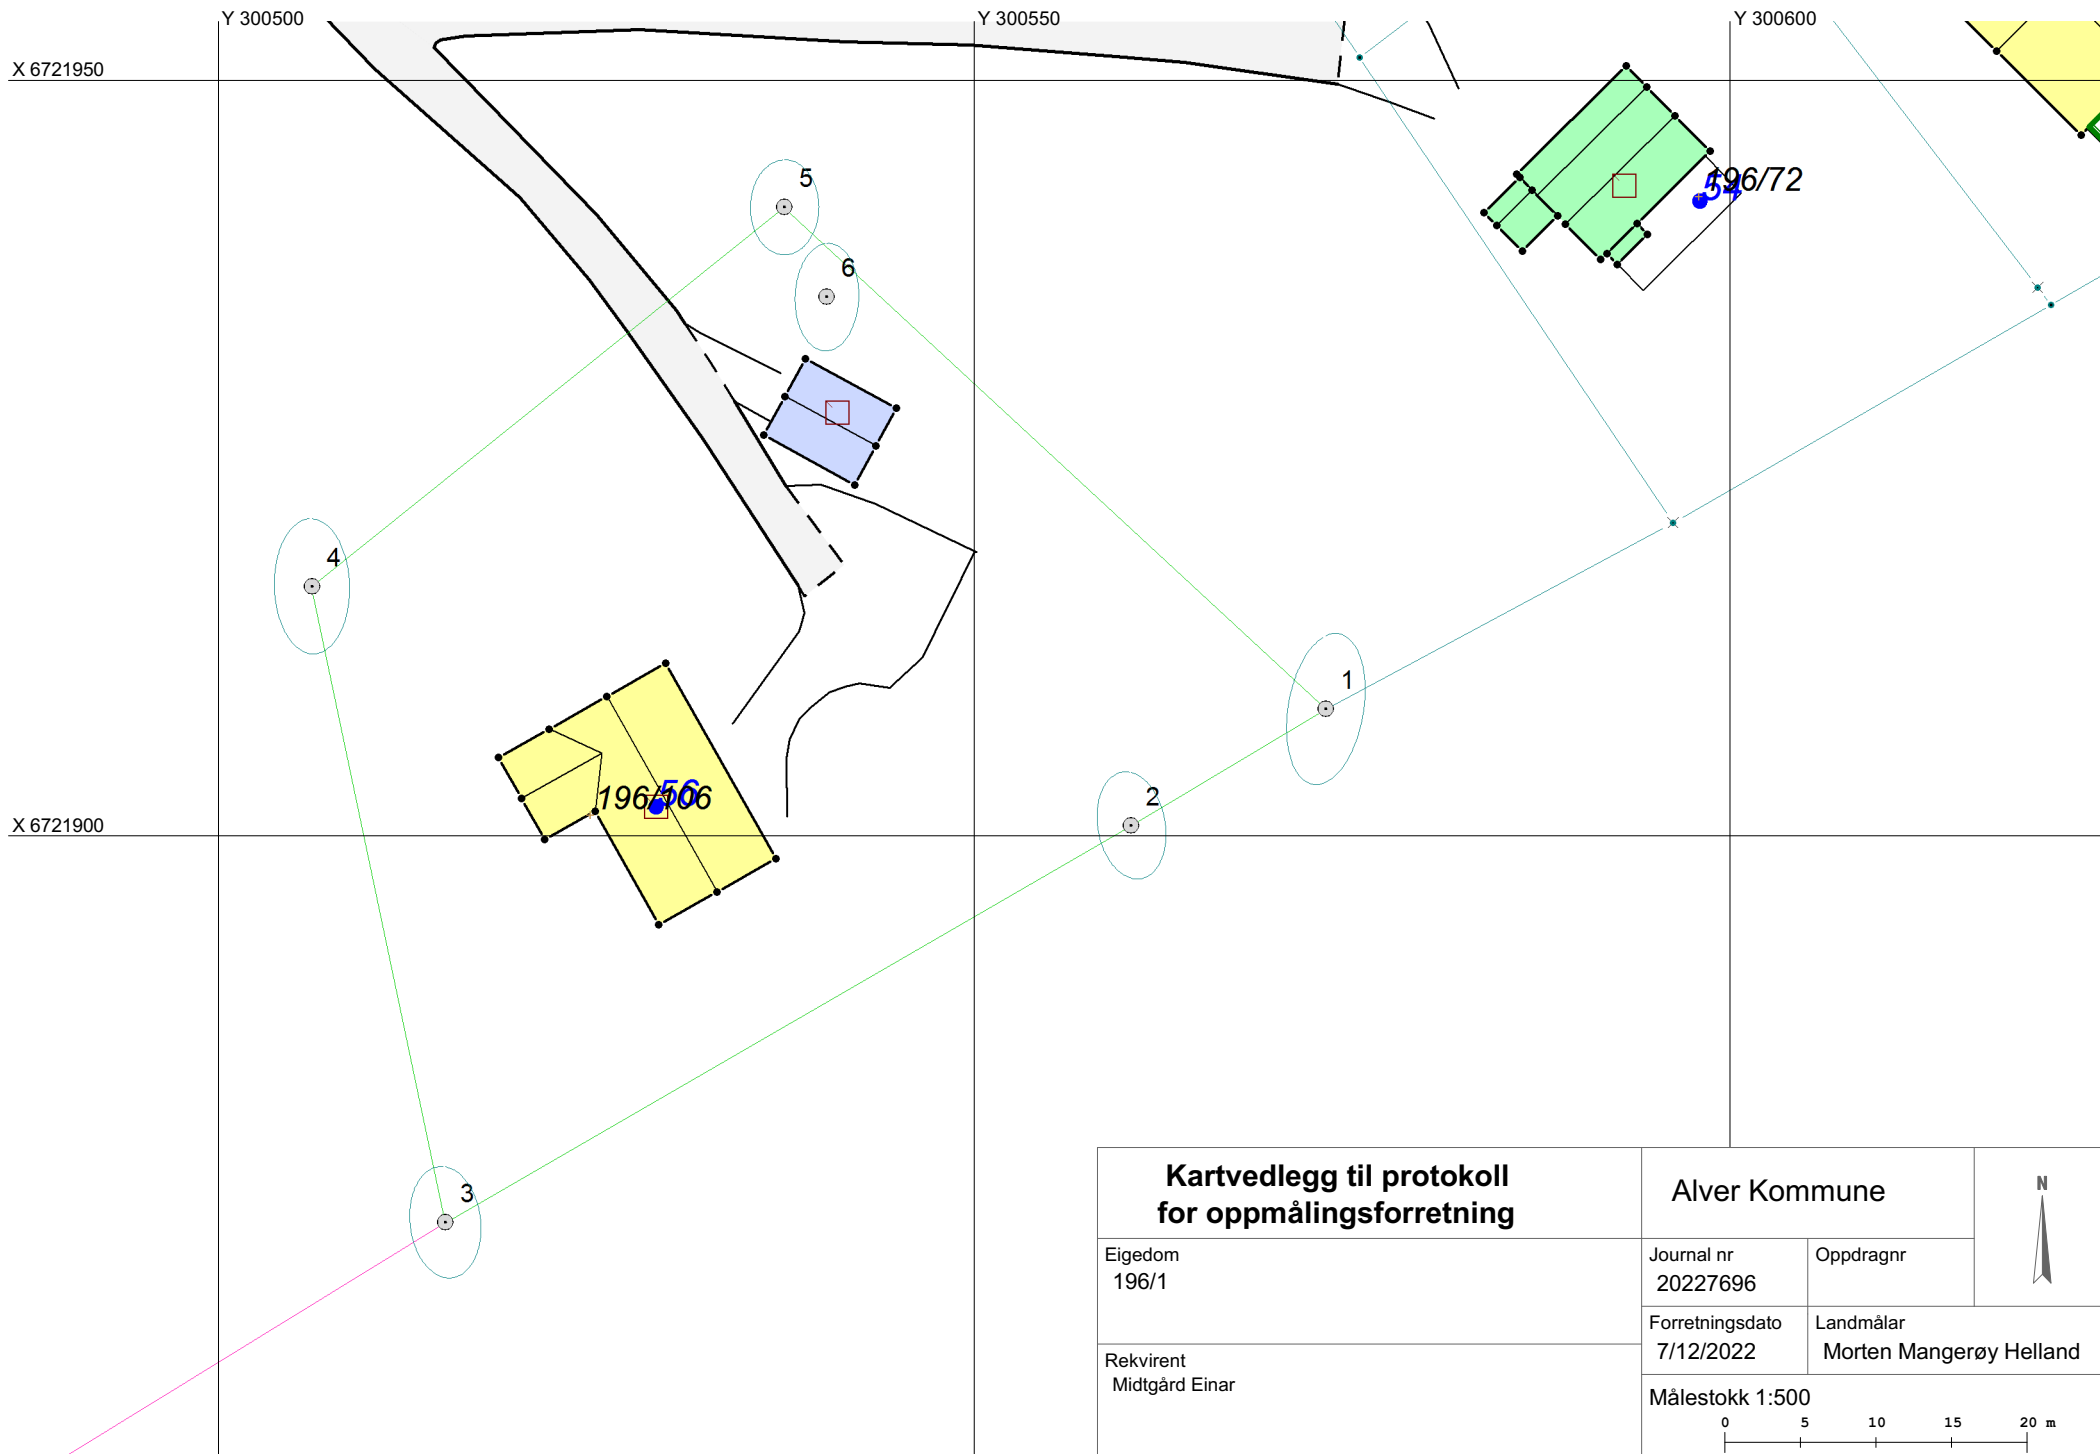 Y 300500
Y 300550
Y 300600
X 6721950
5
196/72
54
6
4
1
56
196/106
2
X 6721900
3
Kartvedlegg til protokoll
for oppmålingsforretning
Alver Kommune
N
Eigedom
196/1
Journal nr
20227696
Oppdragnr
Forretningsdato
7/12/2022
Landmålar
Morten Mangerøy Helland
Rekvirent
Midtgård Einar
Målestokk 1:500
0 5 10 15 20 m